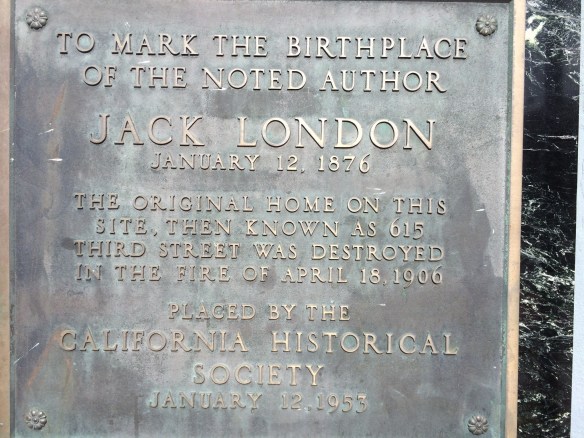 TO MARK THE BIRTHPLACE
OF THE NOTED AUTHOR
JACK LONDON
JANUARY 12, 1876
THE ORIGINAL HOME ON THIS
SITE, THEN KNOWN AS 615
THIRD STREET WAS DESTROYED
IN THE FIRE OF APRIL 18, 1906
PLACED BY THE
CALIFORNIA HISTORICAL
SOCIETY
JANUARY 12, 1953